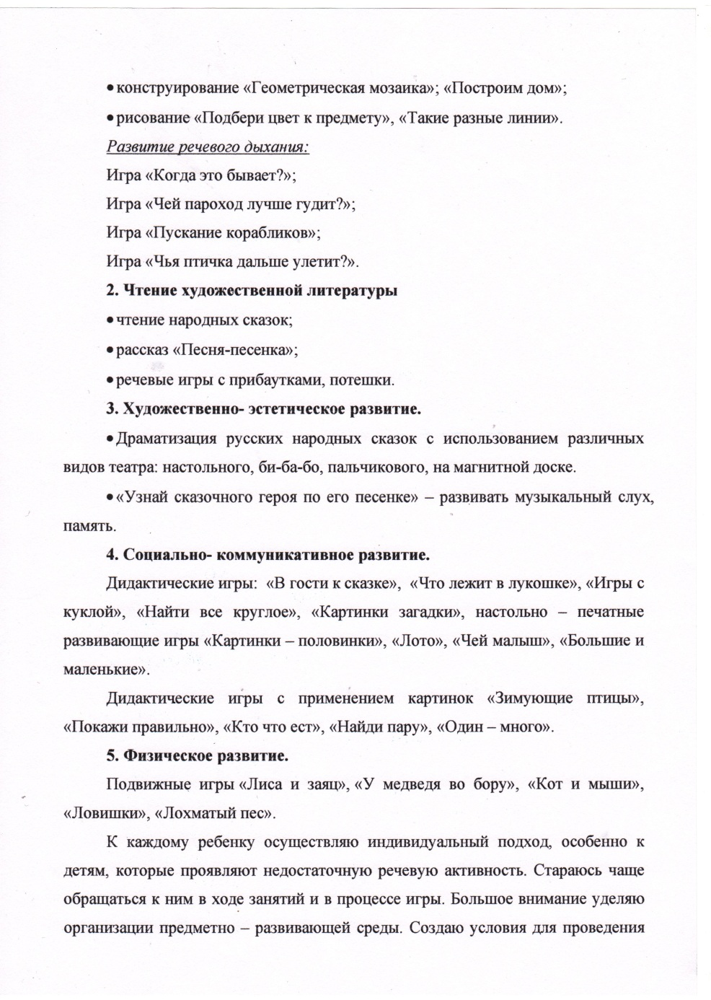 •конструирование «Геометрическая мозаика»; «Построим дом»;
•рисование «Подбери цвет к предмету», «Такие разные линии».
Развитие речевого дыхания:
Игра «Когда это бывает?»;
Игра «Чей пароход лучше гудит?»;
Игра «Пускание корабликов»;
Игра «Чья птичка дальше улетит?».
2. Чтение художественной литературы
•чтение народных сказок;
•рассказ «Песня-песенка»;
•речевые игры с прибаутками, потешки.
3. Художественно- эстетическое развитие.
•Драматизация русских народных сказок с использованием различных
видов театра: настольного, би-ба-бо, пальчикового, на магнитной доске.
•«Узнай сказочного героя по его песенке» – развивать музыкальный слух,
память.
4. Социально- коммуникативное развитие.
Дидактические игры: «В гости к сказке», «Что лежит в лукошке», «Игры с
куклой», «Найти все круглое», «Картинки загадки», настольно – печатные
развивающие игры «Картинки – половинки», «Лото», «Чей малыш», «Большие и
маленькие».
Дидактические игры с применением картинок «Зимующие птицы»,
«Покажи правильно», «Кто что ест», «Найди пару», «Один – много».
5. Физическое развитие.
Подвижные игры «Лиса и заяц», «У медведя во бору», «Кот и мыши»,
«Ловишки», «Лохматый пес».
К каждому ребенку осуществляю индивидуальный подход, особенно к
детям, которые проявляют недостаточную речевую активность. Стараюсь чаще
обращаться к ним в ходе занятий и в процессе игры. Большое внимание уделяю
организации предметно – развивающей среды. Создаю условия для проведения